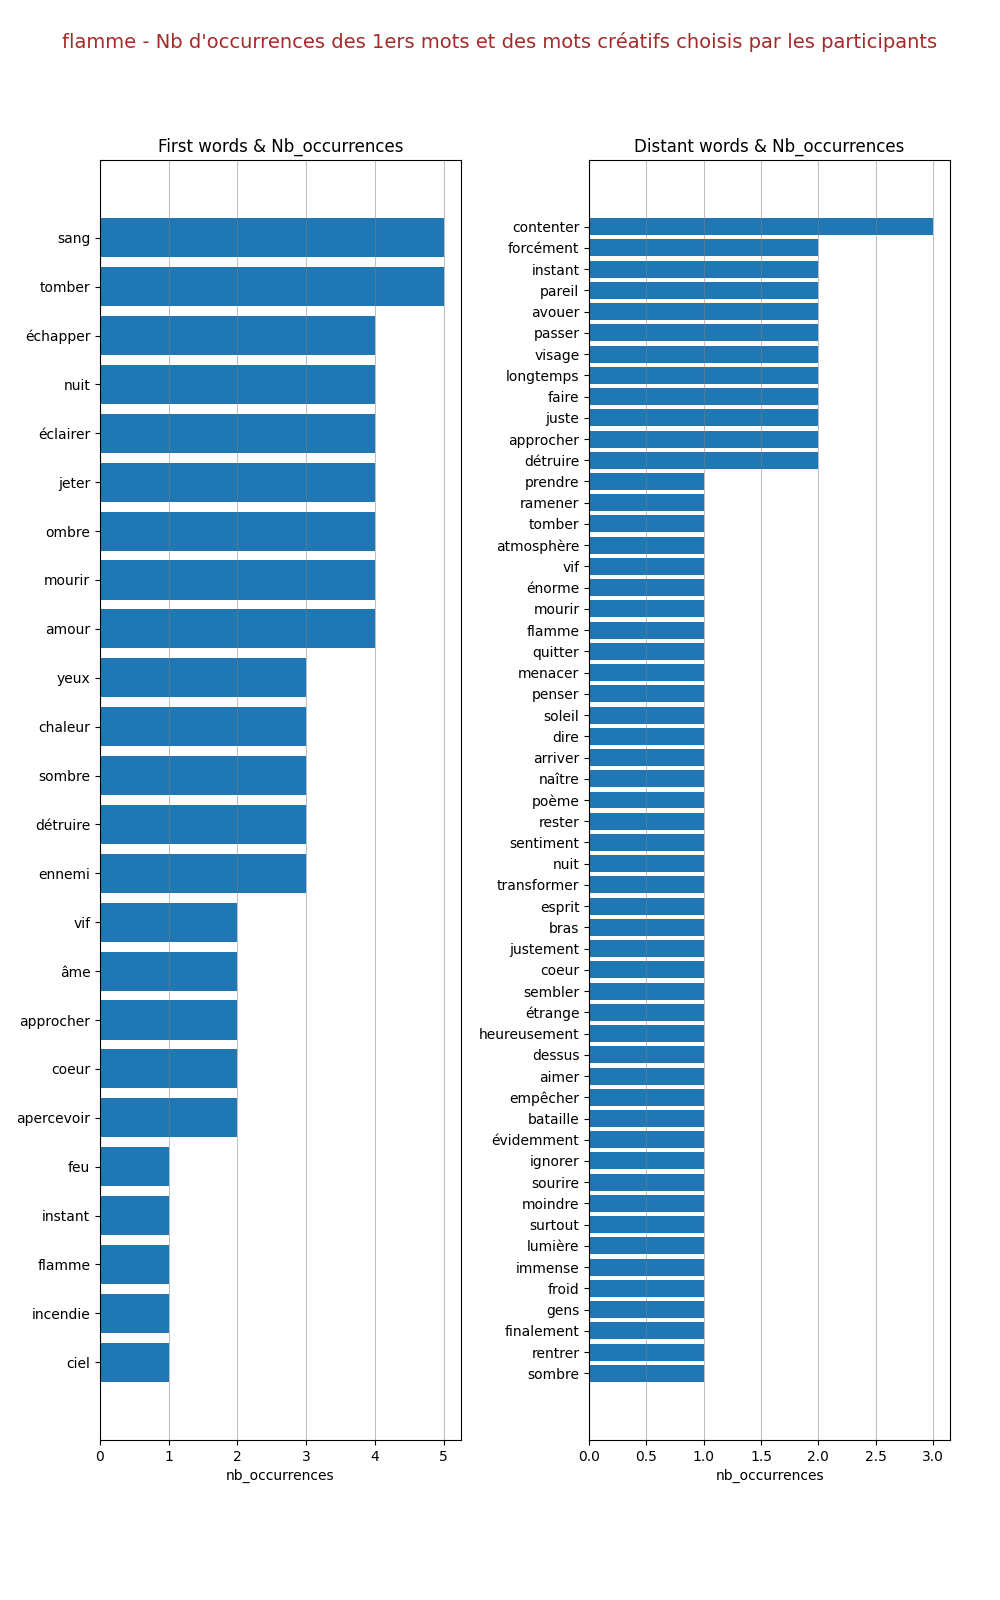 flamme - Nb d'occurrences des 1ers mots et des mots créatifs choisis par les participants
First words & Nb_occurrences
sang
tomber
échapper
nuit
éclairer
jeter
ombre
mourir
amour
yeux
chaleur
sombre
détruire
ennemi
vif
âme
approcher
coeur
apercevoir
feu
instant
flamme
incendie
ciel
0 1 2 3 4 5
nb_occurrences
Distant words & Nb_occurrences
contenter
forcément
instant
pareil
avouer
passer
visage
longtemps
faire
juste
approcher
détruire
prendre
ramener
tomber
atmosphère
vif
énorme
mourir
flamme
quitter
menacer
penser
soleil
dire
arriver
naître
poème
rester
sentiment
nuit
transformer
esprit
bras
justement
coeur
sembler
étrange
heureusement
dessus
aimer
empêcher
bataille
évidemment
ignorer
sourire
moindre
surtout
lumière
immense
froid
gens
finalement
rentrer
sombre
0.0 0.5 1.0 1.5 2.0 2.5 3.0
nb_occurrences